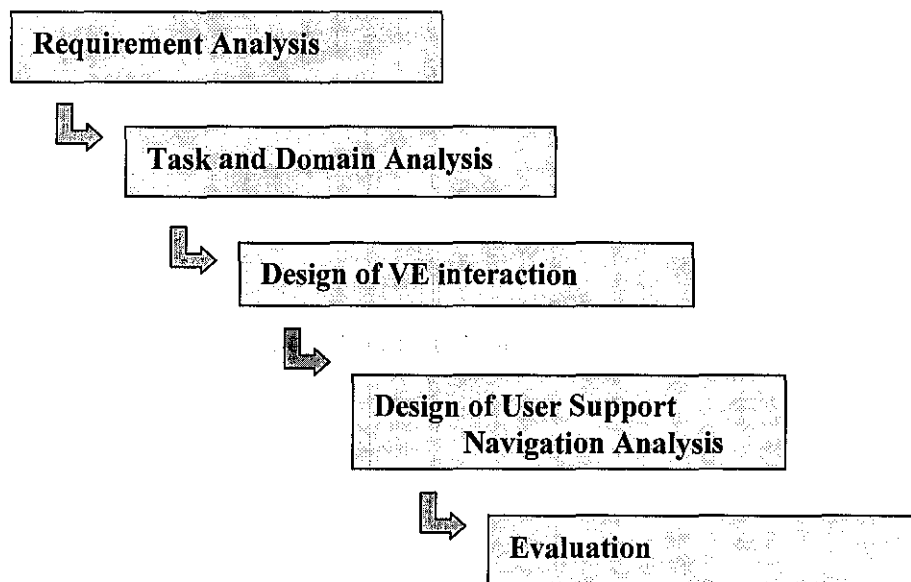 Requirement Analysis
Task and Domain Analysis
Design of VE interaction
Design of User Support
Navigation Analysis
Evaluation